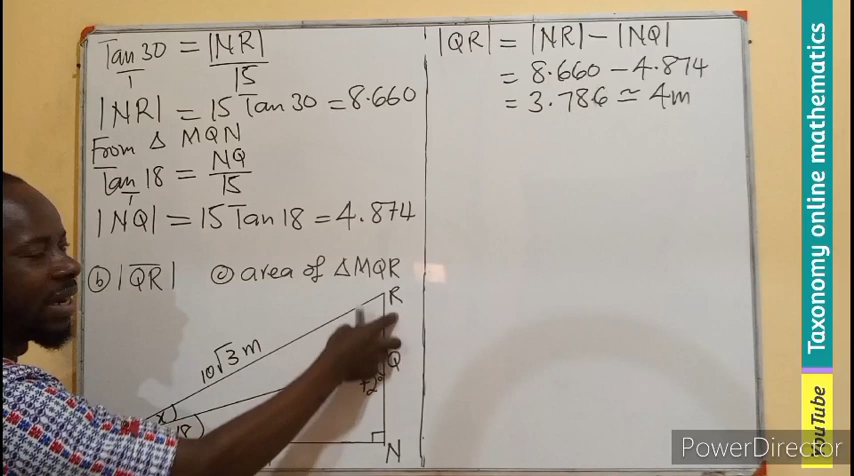 Tan 30 = |NR|
1 15
|NR| = 15 Tan 30 = 8.660
From △ MQN
Tan 18 = NQ
1 15
|NQ| = 15 Tan 18 = 4.874
ⓑ |QR| ⓒ area of △MQR
R
10√3 m
Q
72°
x
18
N
|QR| = |NR| - |NQ|
= 8.660 - 4.874
= 3.786 ≃ 4m
YouTube Taxonomy online mathematics
PowerDirector